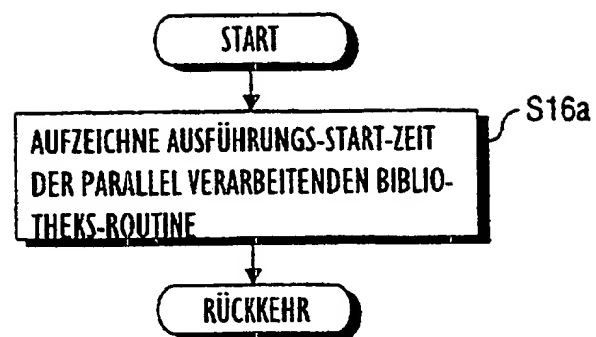 START
S16a
AUFZEICHNE AUSFÜHRUNGS-START-ZEIT
DER PARALLEL VERARBEITENDEN BIBLIO-
THEKS-ROUTINE
RÜCKKEHR